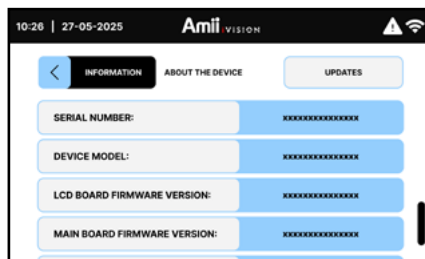 10:26 | 27-05-2025 Amii.VISION
INFORMATION ABOUT THE DEVICE UPDATES
SERIAL NUMBER: xxxxxxxxxxxxxxx
DEVICE MODEL: xxxxxxxxxxxxxxx
LCD BOARD FIRMWARE VERSION: xxxxxxxxxxxxxxx
MAIN BOARD FIRMWARE VERSION: xxxxxxxxxxxxxxx